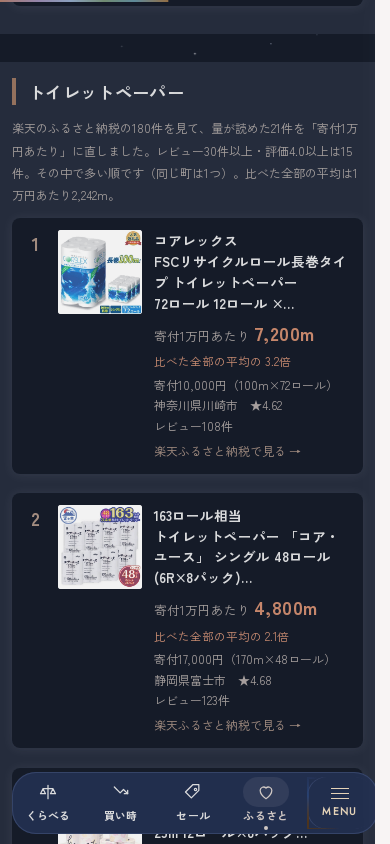 トイレットペーパー
楽天のふるさと納税の180件を見て、量が読めた21件を「寄付1万
円あたり」に直しました。レビュー30件以上・評価4.0以上は15
件。その中で多い順です（同じ町は1つ）。比べた全部の平均は1
万円あたり2,242m。
1
コアレックス
FSCリサイクルロール長巻タイ
プ トイレットペーパー
72ロール 12ロール ×...
寄付1万円あたり 7,200m
比べた全部の平均の 3.2倍
寄付10,000円（100m×72ロール）
神奈川県川崎市 ★4.62
レビュー108件
楽天ふるさと納税で見る →
2
163ロール相当
トイレットペーパー 「コア・
ユース」 シングル 48ロール
(6R×8パック)...
寄付1万円あたり 4,800m
比べた全部の平均の 2.1倍
寄付17,000円（170m×48ロール）
静岡県富士市 ★4.68
レビュー123件
楽天ふるさと納税で見る →
くらべる
買い時
セール
ふるさと
MENU